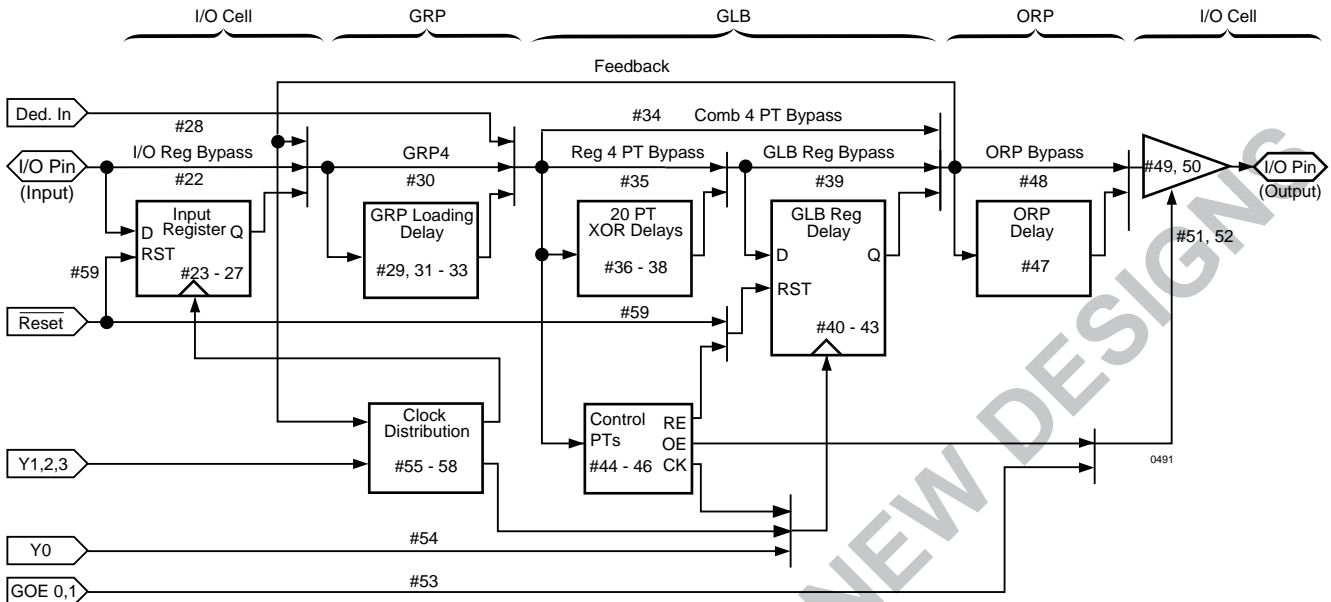 I/O Cell GRP GLB ORP I/O Cell
Feedback
Ded. In
#28
#34 Comb 4 PT Bypass
I/O Pin
(Input)
I/O Reg Bypass
#22
GRP4
#30
Reg 4 PT Bypass
#35
GLB Reg Bypass
#39
ORP Bypass
#48
#49, 50
I/O Pin
(Output)
Input
Register
D
Q
RST
#23 - 27
GRP Loading
Delay
#29, 31 - 33
20 PT
XOR Delays
#36 - 38
GLB Reg
Delay
D
Q
RST
#40 - 43
ORP
Delay
#47
#51, 52
#59
Reset
#59
Clock
Distribution
#55 - 58
Control
PTs
#44 - 46
RE
OE
CK
0491
Y1,2,3
Y0
#54
GOE 0,1
#53
NEW DESIGNS